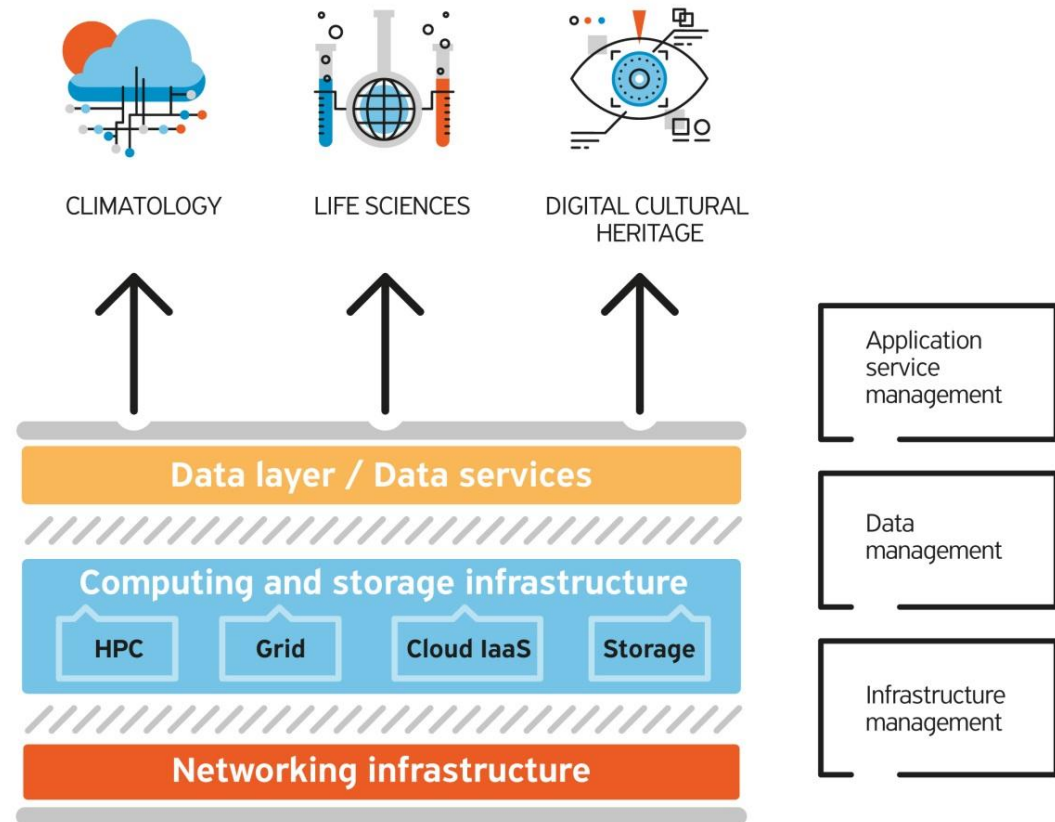 CLIMATOLOGY
LIFE SCIENCES
DIGITAL CULTURAL
HERITAGE
Application
service
management
Data layer / Data services
Data
management
Computing and storage infrastructure
HPC
Grid
Cloud IaaS
Storage
Infrastructure
management
Networking infrastructure